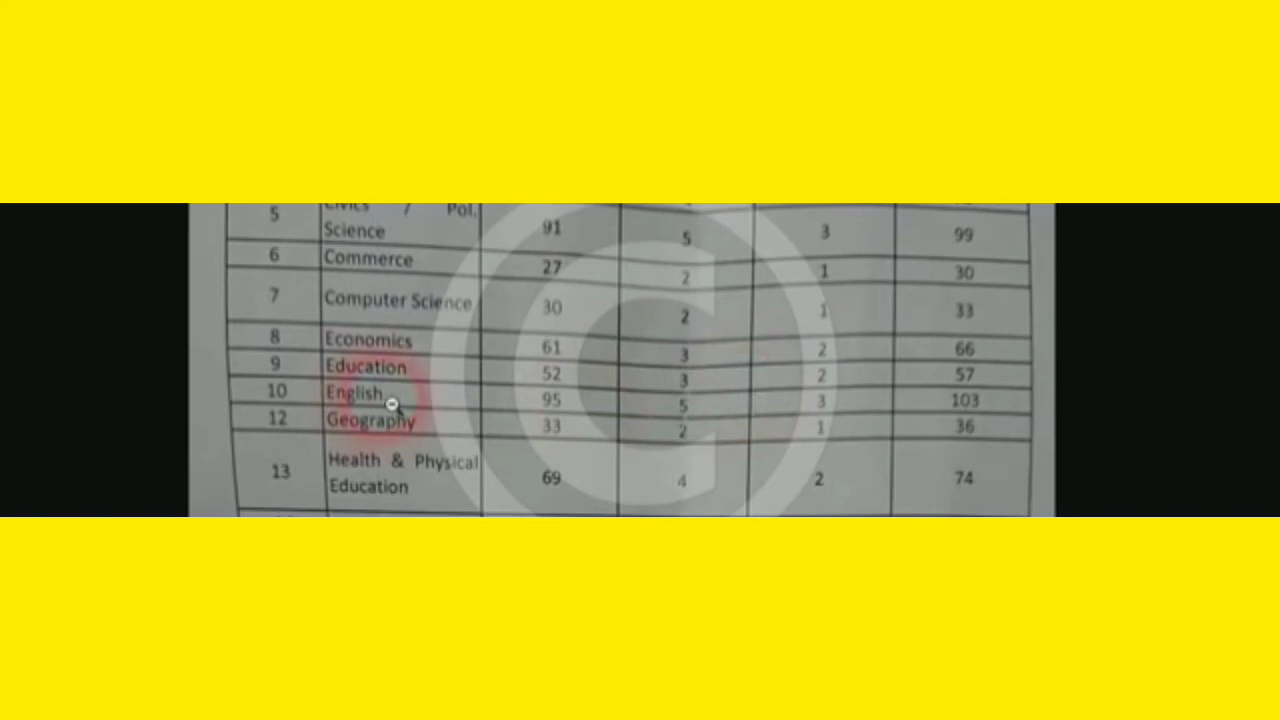 5 Civics / Pol. Science 91 5 3 99
6 Commerce 27 2 1 30
7 Computer Science 30 2 1 33
8 Economics 61 3 2 66
9 Education 52 3 2 57
10 English 95 5 3 103
12 Geography 33 2 1 36
13 Health & Physical Education 69 4 2 74